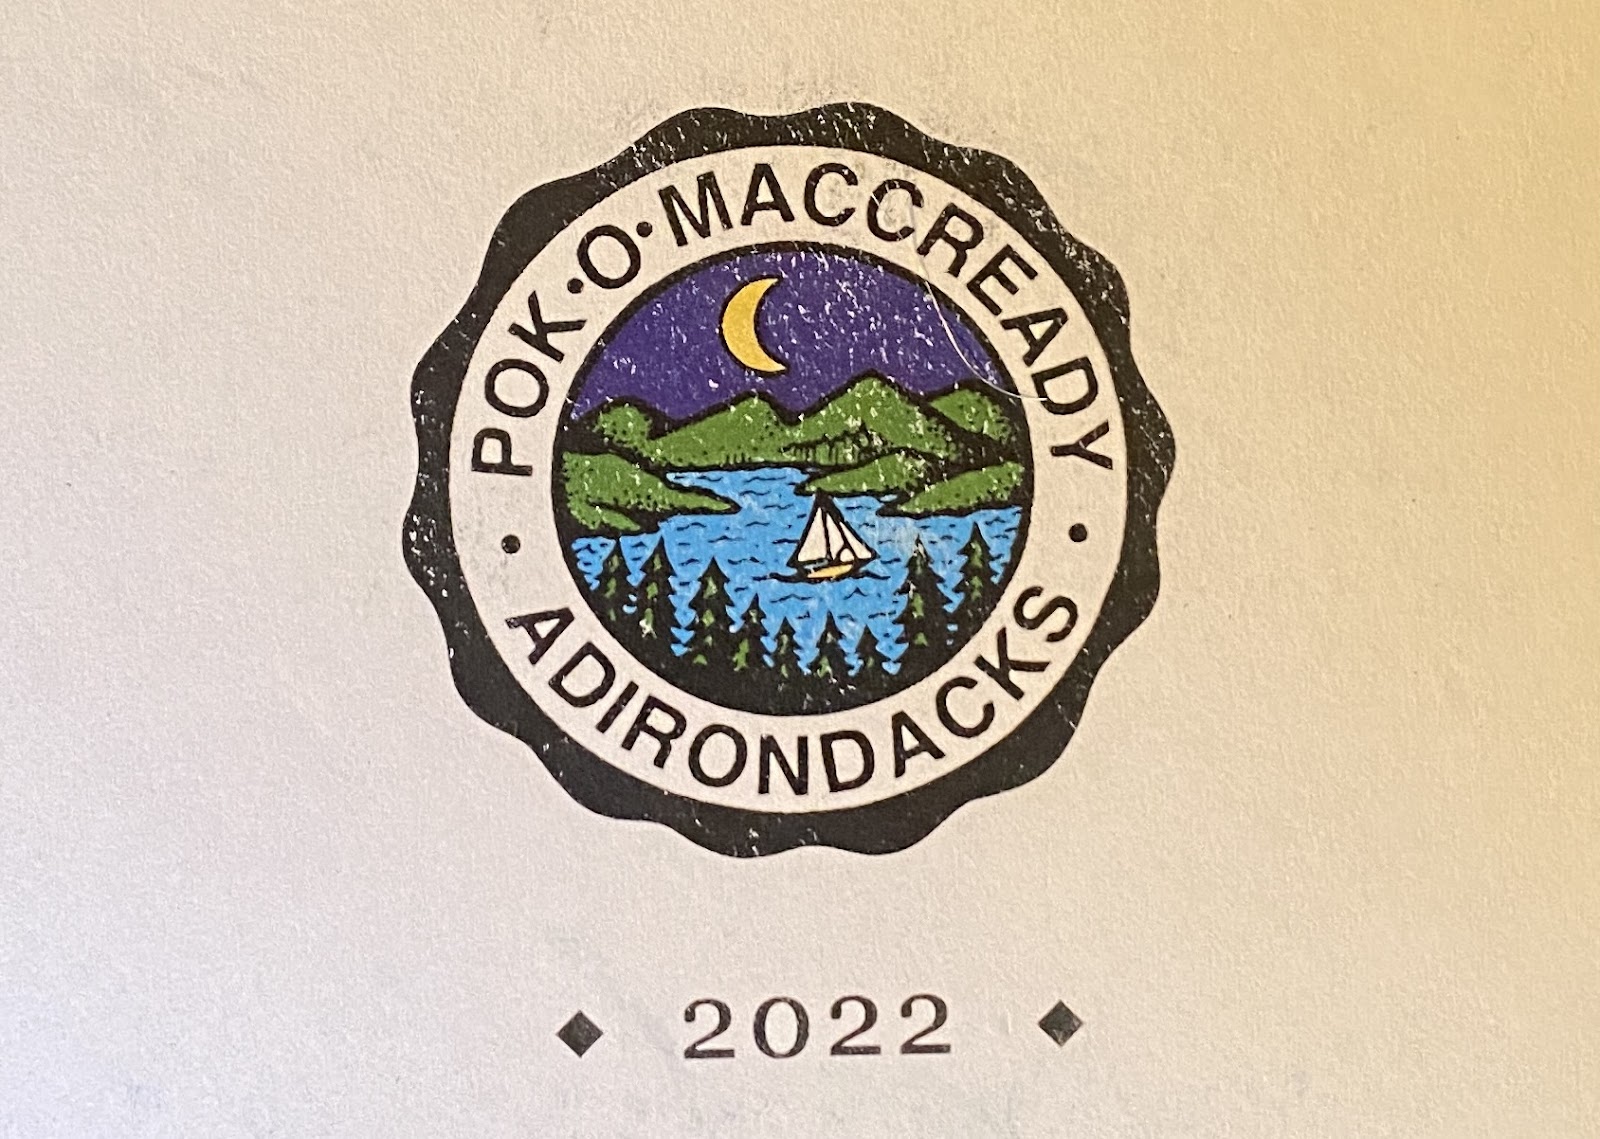 POK·O·MACCREADY
· ADIRONDACKS ·
◆ 2022 ◆